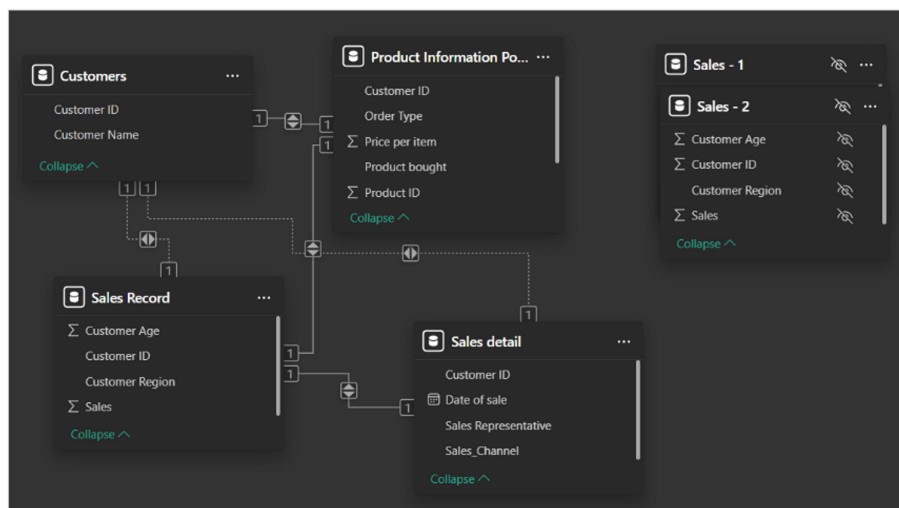 Customers
Customer ID
Customer Name
Collapse
Product Information Po...
Customer ID
Order Type
Σ Price per item
Product bought
Σ Product ID
Collapse
Sales - 1
Sales - 2
Σ Customer Age
Σ Customer ID
Customer Region
Σ Sales
Collapse
1
1
1
1
1
1
Sales Record
Σ Customer Age
Customer ID
Customer Region
Σ Sales
Collapse
1
1
1
1
Sales detail
Customer ID
Date of sale
Sales Representative
Sales_Channel
Collapse